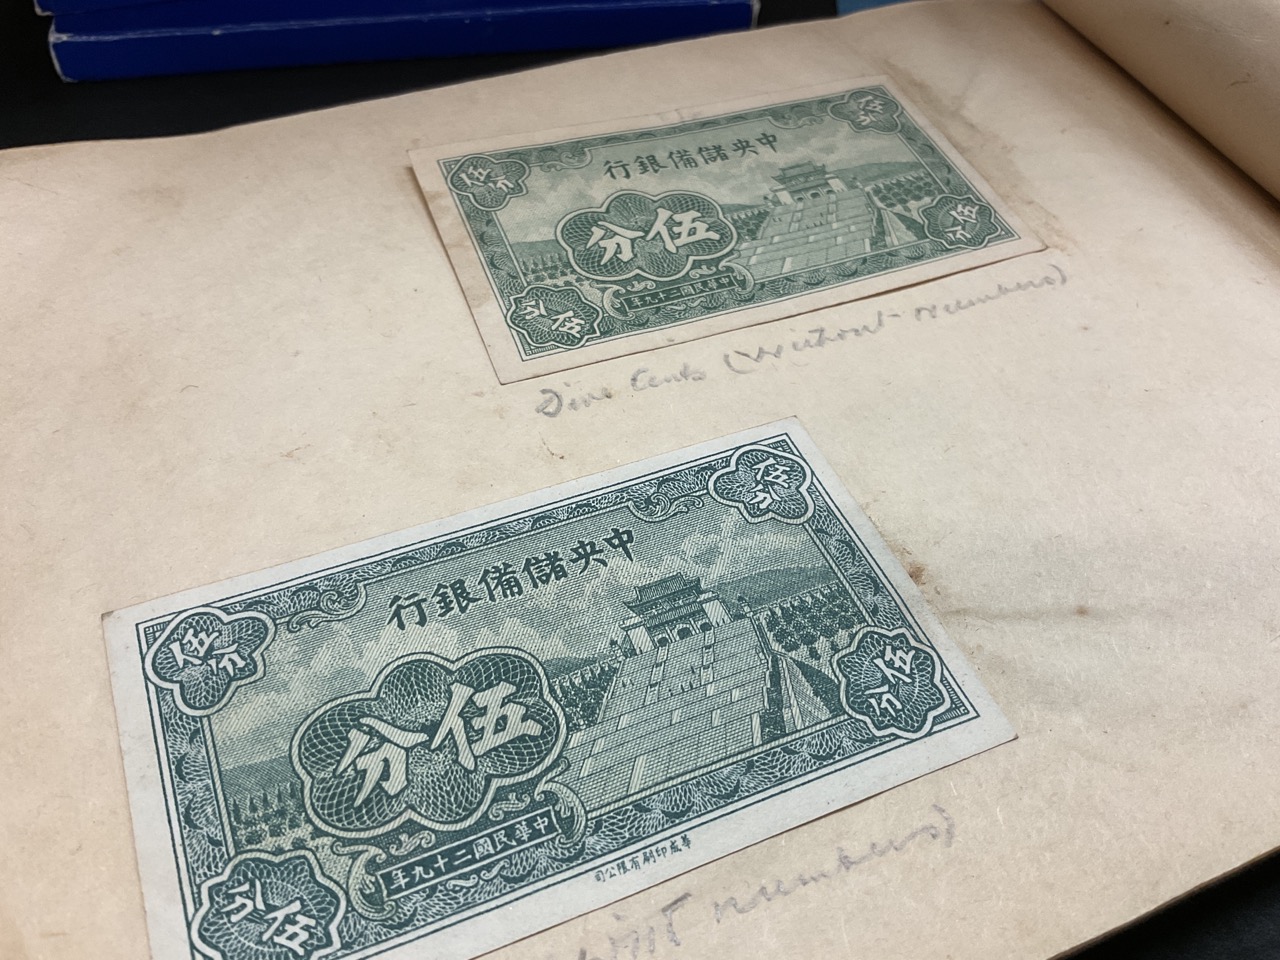 伍分
伍分
中央儲備銀行
伍分
伍分
伍分
中華民國二十九年
Five Cents (Without numbers)
伍分
伍分
中央儲備銀行
伍分
伍分
伍分
中華民國二十九年
華成印刷有限公司
numbers)